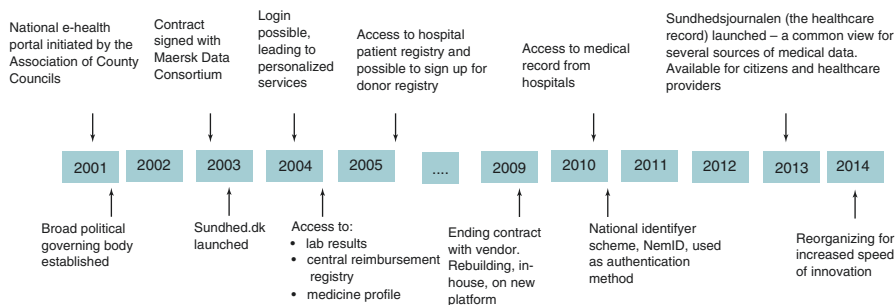 National e-health
portal initiated by the
Association of County
Councils
Contract
signed with
Maersk Data
Consortium
Login
possible,
leading to
personalized
services
Access to hospital
patient registry and
possible to sign up for
donor registry
Access to medical
record from
hospitals
Sundhedsjournalen (the healthcare
record) launched – a common view for
several sources of medical data.
Available for citizens and healthcare
providers
2001
2002
2003
2004
2005
....
2009
2010
2011
2012
2013
2014
Broad political
governing body
established
Sundhed.dk
launched
Access to:
• lab results
• central reimbursement
registry
• medicine profile
Ending contract
with vendor.
Rebuilding, in-
house, on new
platform
National identifyer
scheme, NemID, used
as authentication
method
Reorganizing for
increased speed
of innovation